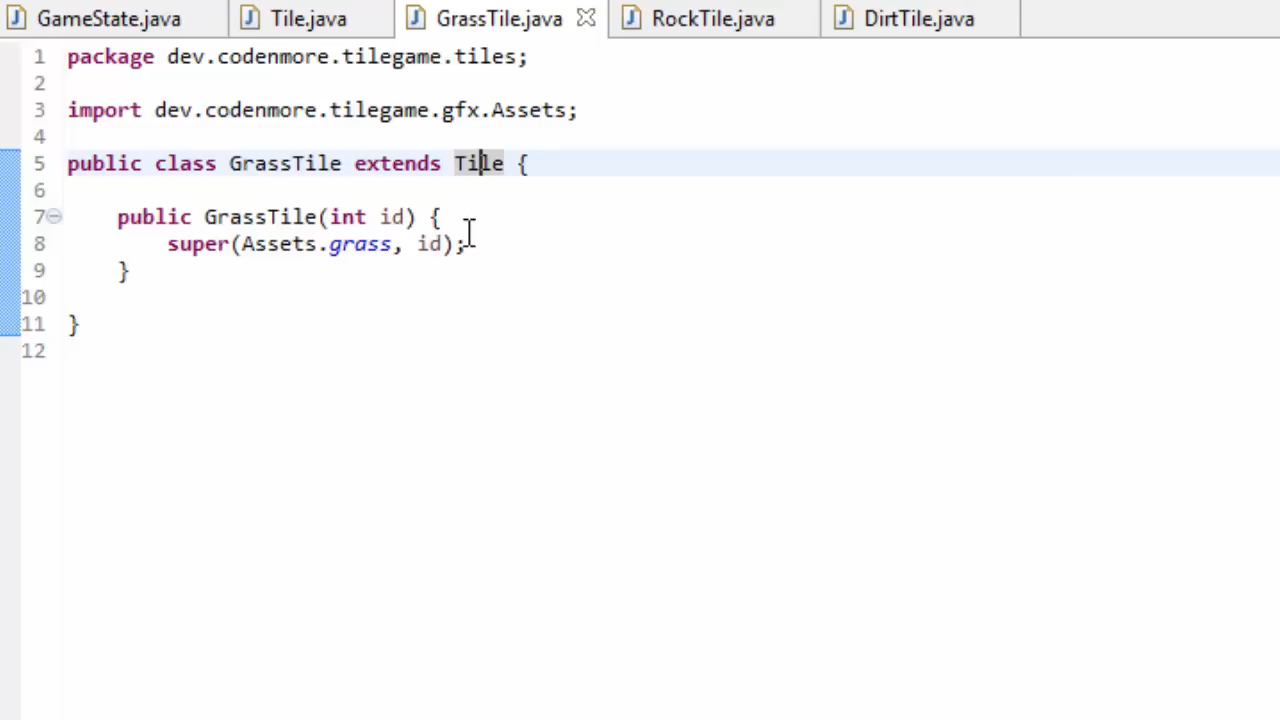 GameState.java Tile.java GrassTile.java RockTile.java DirtTile.java
1 package dev.codenmore.tilegame.tiles;
2
3 import dev.codenmore.tilegame.gfx.Assets;
4
5 public class GrassTile extends Tile {
6
7 public GrassTile(int id) {
8 super(Assets.grass, id);
9 }
10
11 }
12